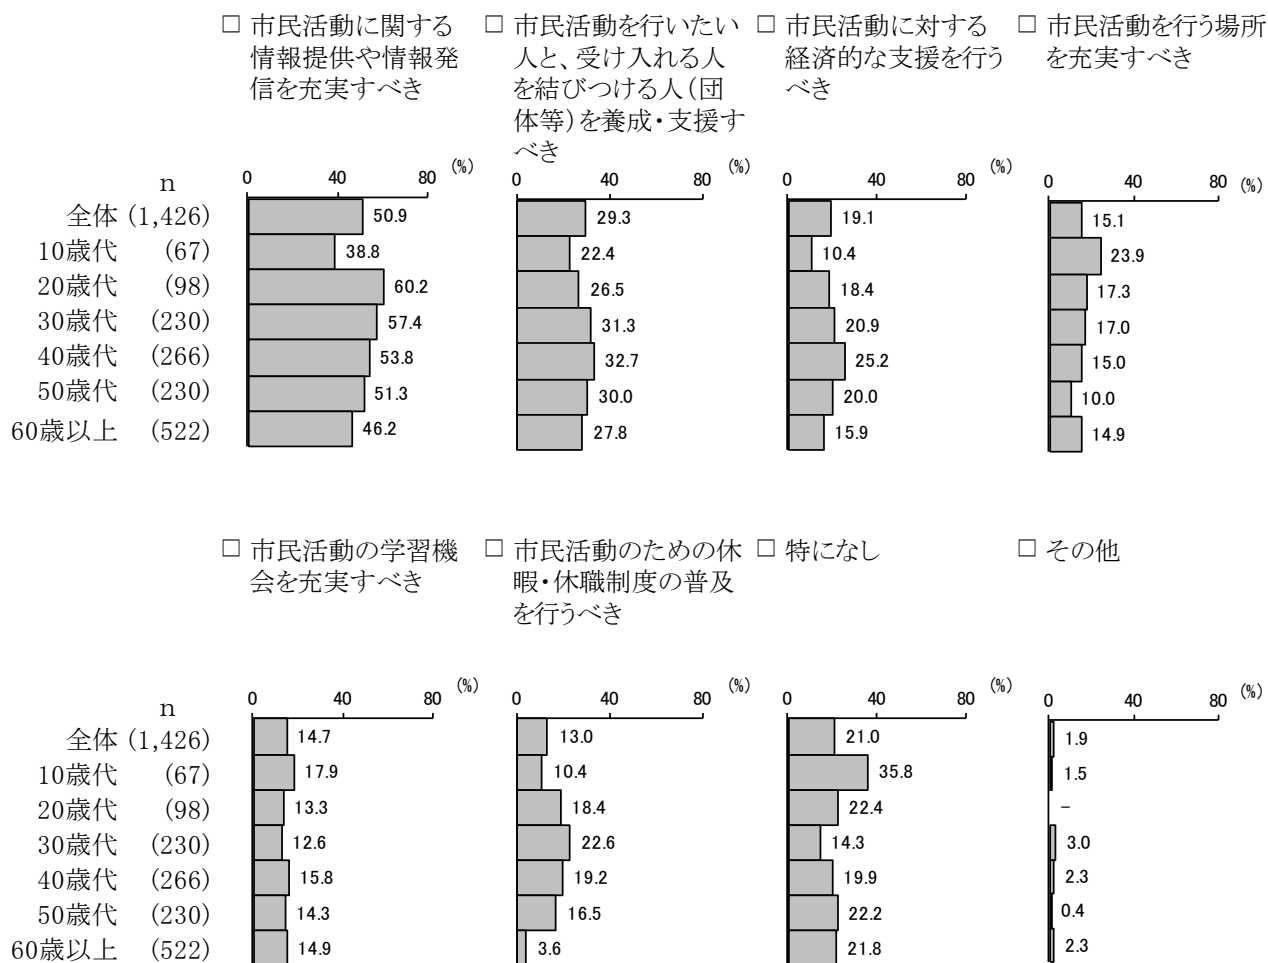 □ 市民活動に関する
情報提供や情報発
信を充実すべき
□ 市民活動を行いたい
人と、受け入れる人
を結びつける人（団
体等）を養成・支援す
べき
□ 市民活動に対する
経済的な支援を行う
べき
□ 市民活動を行う場所
を充実すべき
n 0 40 80 (%) 0 40 80 (%) 0 40 80 (%) 0 40 80 (%)
全体 (1,426) 50.9 29.3 19.1 15.1
10歳代 (67) 38.8 22.4 10.4 23.9
20歳代 (98) 60.2 26.5 18.4 17.3
30歳代 (230) 57.4 31.3 20.9 17.0
40歳代 (266) 53.8 32.7 25.2 15.0
50歳代 (230) 51.3 30.0 20.0 10.0
60歳以上 (522) 46.2 27.8 15.9 14.9
□ 市民活動の学習機
会を充実すべき
□ 市民活動のための休
暇・休職制度の普及
を行うべき
□ 特になし
□ その他
n 0 40 80 (%) 0 40 80 (%) 0 40 80 (%) 0 40 80 (%)
全体 (1,426) 14.7 13.0 21.0 1.9
10歳代 (67) 17.9 10.4 35.8 1.5
20歳代 (98) 13.3 18.4 22.4 –
30歳代 (230) 12.6 22.6 14.3 3.0
40歳代 (266) 15.8 19.2 19.9 2.3
50歳代 (230) 14.3 16.5 22.2 0.4
60歳以上 (522) 14.9 3.6 21.8 2.3